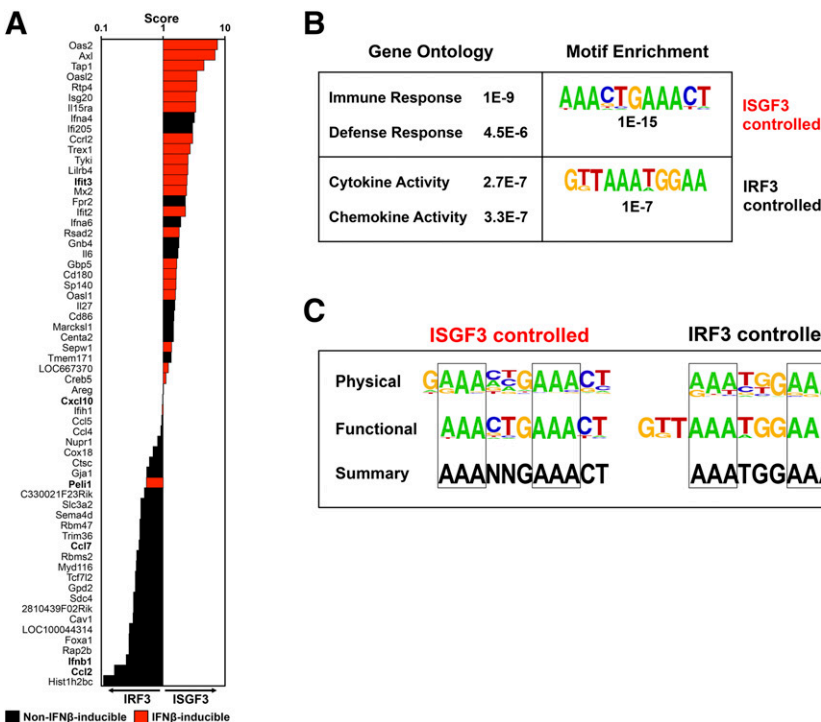 A
Score
0.1 1 10
Oas2
Axl
Tap1
Oasl2
Rtp4
Isg20
Il15ra
Ifna4
Ifi205
Ccrl2
Trex1
Tyki
Lilrb4
Ifit3
Mx2
Fpr2
Ifit2
Ifna6
Rsad2
Gnb4
Il6
Gbp5
Cd180
Sp140
Oasl1
Il27
Cd86
Marcksl1
Centa2
Sepw1
Tmem171
LOC667370
Creb5
Areg
Cxcl10
Ifih1
Ccl5
Ccl4
Nupr1
Cox18
Ctsc
Gja1
Peli1
C330021F23Rik
Slc3a2
Sema4d
Rbm47
Trim36
Ccl7
Rbms2
Myd116
Tcf7l2
Gpd2
Sdc4
2810439F02Rik
Cav1
LOC100044314
Foxa1
Rap2b
Ifnb1
Ccl2
Hist1h2bc
IRF3 ISGF3
Non-IFNβ-inducible IFNβ-inducible
B
Gene Ontology Motif Enrichment
Immune Response 1E-9
Defense Response 4.5E-6
AAACTGAAACT
1E-15
ISGF3
controlled
Cytokine Activity 2.7E-7
Chemokine Activity 3.3E-7
GTTAAATGGAA
1E-7
IRF3
controlled
C
ISGF3 controlled IRF3 controlle
Physical GAAACTGAAACT AAATGGAA
Functional AAACTGAAACT GTTAAATGGAA
Summary AAANNGAAACT AAATGGAA